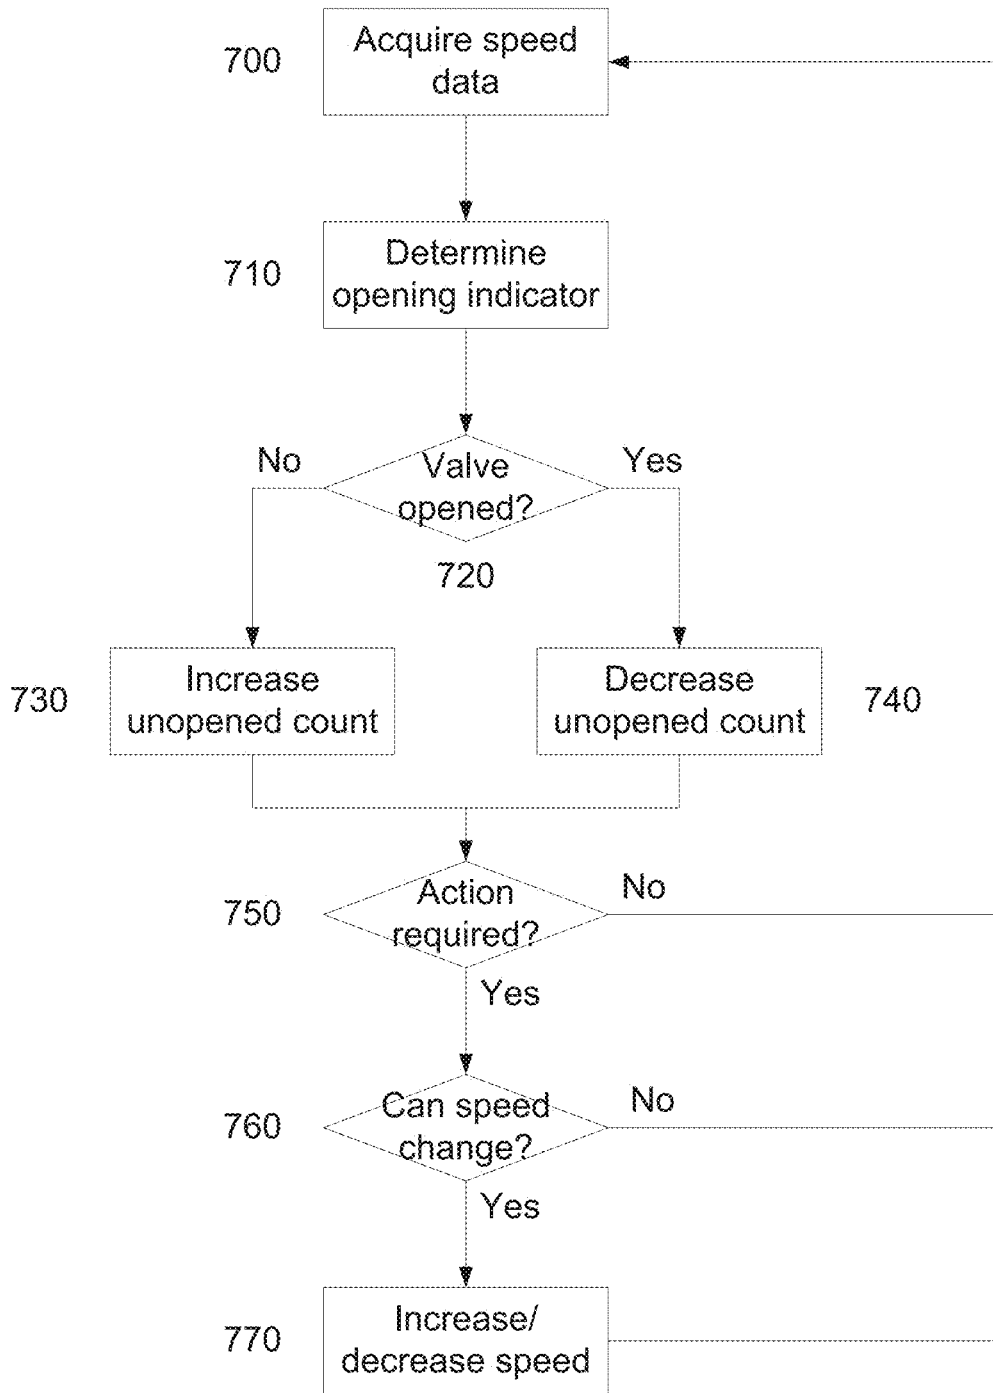 700
Acquire speed
data
710
Determine
opening indicator
No
Valve
opened?
Yes
720
730
Increase
unopened count
Decrease
unopened count
740
750
Action
required?
No
Yes
760
Can speed
change?
No
Yes
770
Increase/
decrease speed